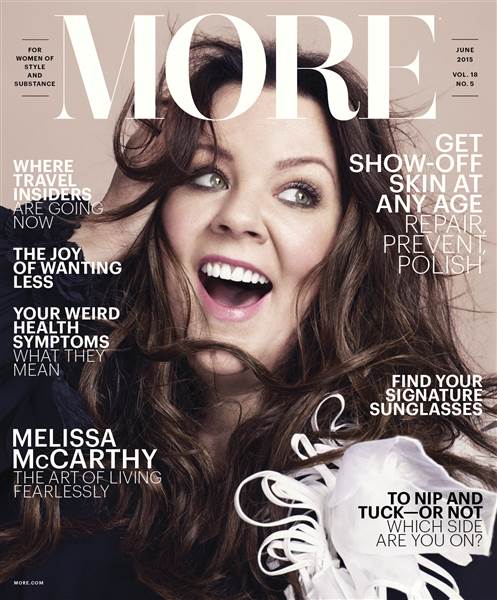 MORE
FOR
WOMEN OF
STYLE
AND
SUBSTANCE
JUNE
2015
VOL. 18
NO. 5
WHERE
TRAVEL
INSIDERS
ARE GOING
NOW
THE JOY
OF WANTING
LESS
YOUR WEIRD
HEALTH
SYMPTOMS
WHAT THEY
MEAN
MELISSA
McCARTHY
THE ART OF LIVING
FEARLESSLY
GET
SHOW-OFF
SKIN AT
ANY AGE
REPAIR,
PREVENT,
POLISH
FIND YOUR
SIGNATURE
SUNGLASSES
TO NIP AND
TUCK—OR NOT
WHICH SIDE
ARE YOU ON?
MORE.COM